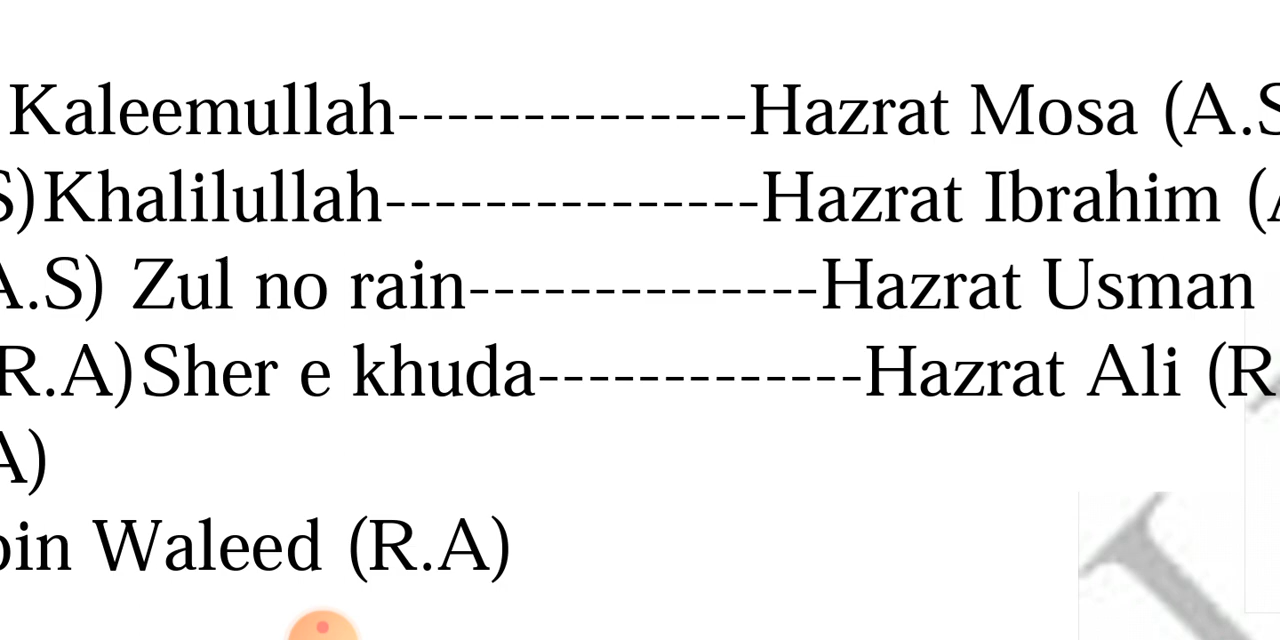 Kaleemullah--------------Hazrat Mosa (A.S
S)Khalilullah---------------Hazrat Ibrahim (A
A.S) Zul no rain--------------Hazrat Usman
R.A)Sher e khuda-------------Hazrat Ali (R.
A)
bin Waleed (R.A)